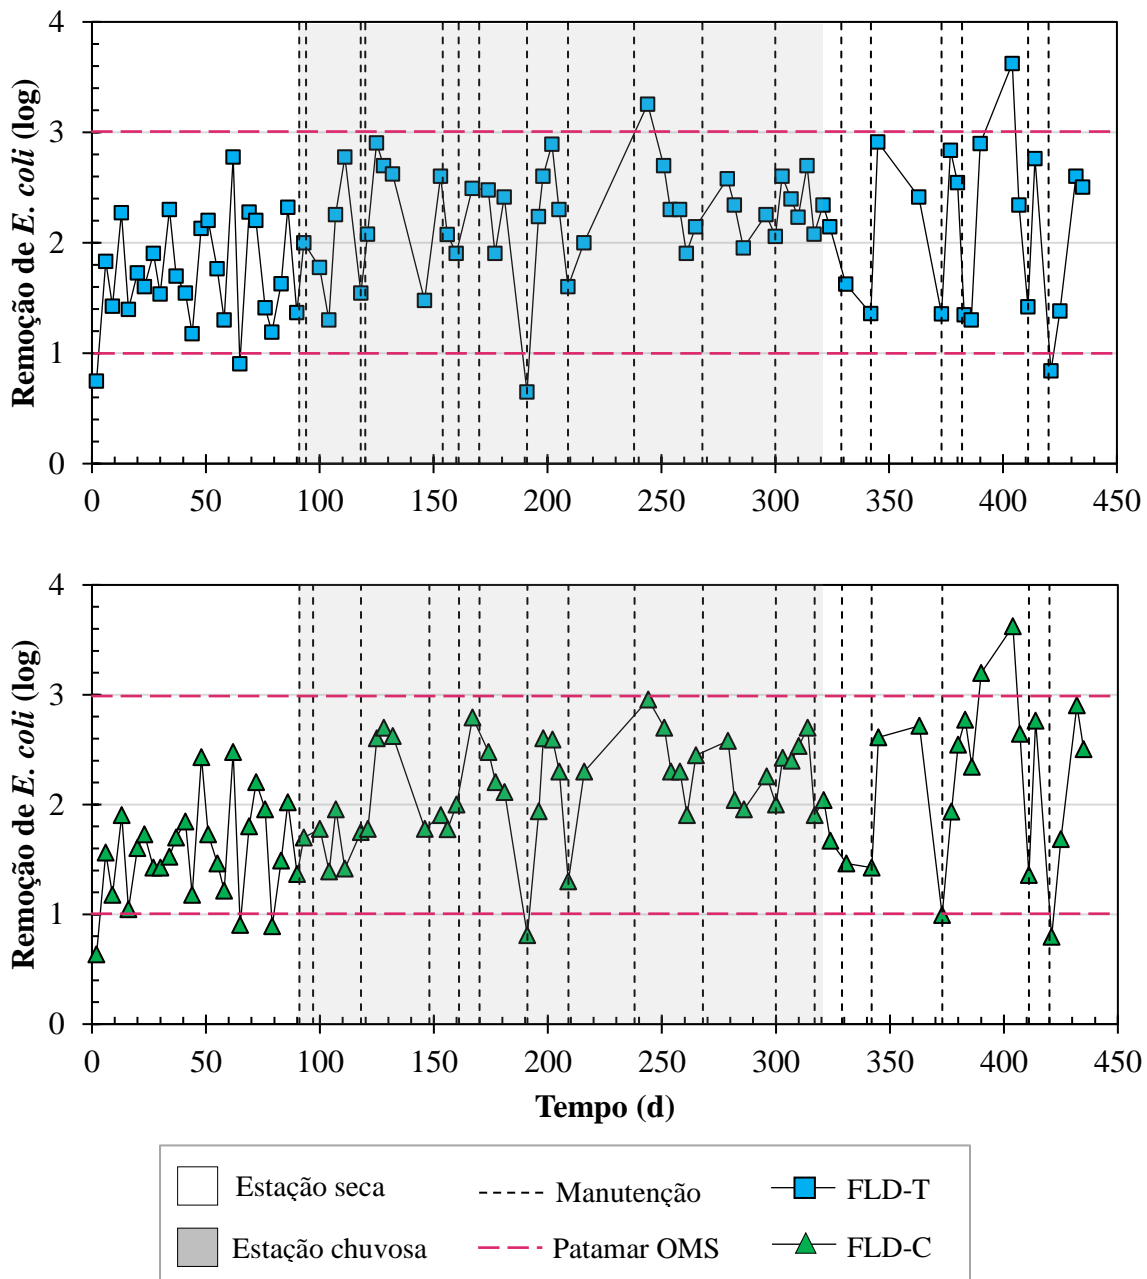 4
3
2
1
0
Remoção de E. coli (log)
0 50 100 150 200 250 300 350 400 450
4
3
2
1
0
Remoção de E. coli (log)
0 50 100 150 200 250 300 350 400 450
Tempo (d)
Estação seca Manutenção FLD-T
Estação chuvosa Patamar OMS FLD-C